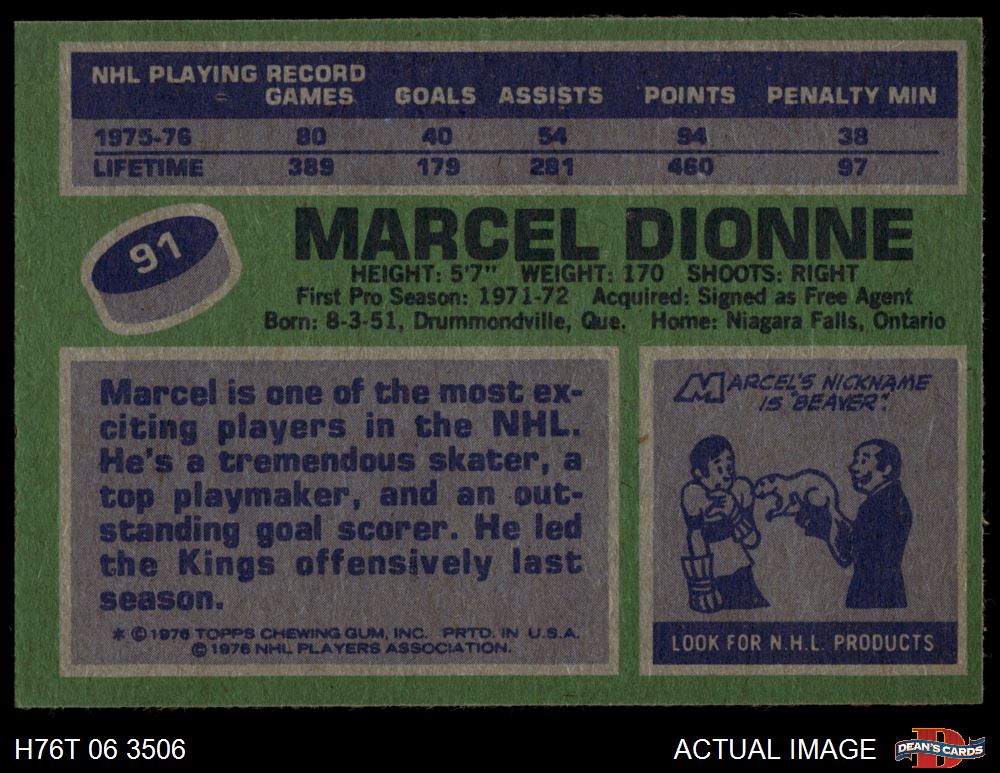 NHL PLAYING RECORD
GAMES GOALS ASSISTS POINTS PENALTY MIN
1975-76 80 40 54 94 38
LIFETIME 389 179 281 460 97
91
MARCEL DIONNE
HEIGHT: 5'7" WEIGHT: 170 SHOOTS: RIGHT
First Pro Season: 1971-72 Acquired: Signed as Free Agent
Born: 8-3-51, Drummondville, Que. Home: Niagara Falls, Ontario
Marcel is one of the most ex-
citing players in the NHL.
He's a tremendous skater, a
top playmaker, and an out-
standing goal scorer. He led
the Kings offensively last
season.
* © 1976 TOPPS CHEWING GUM, INC. PRTD. IN U.S.A.
© 1976 NHL PLAYERS ASSOCIATION.
MARCEL'S NICKNAME
IS "BEAVER".
LOOK FOR N.H.L. PRODUCTS
H76T 06 3506
ACTUAL IMAGE
D
DEAN'S CARDS